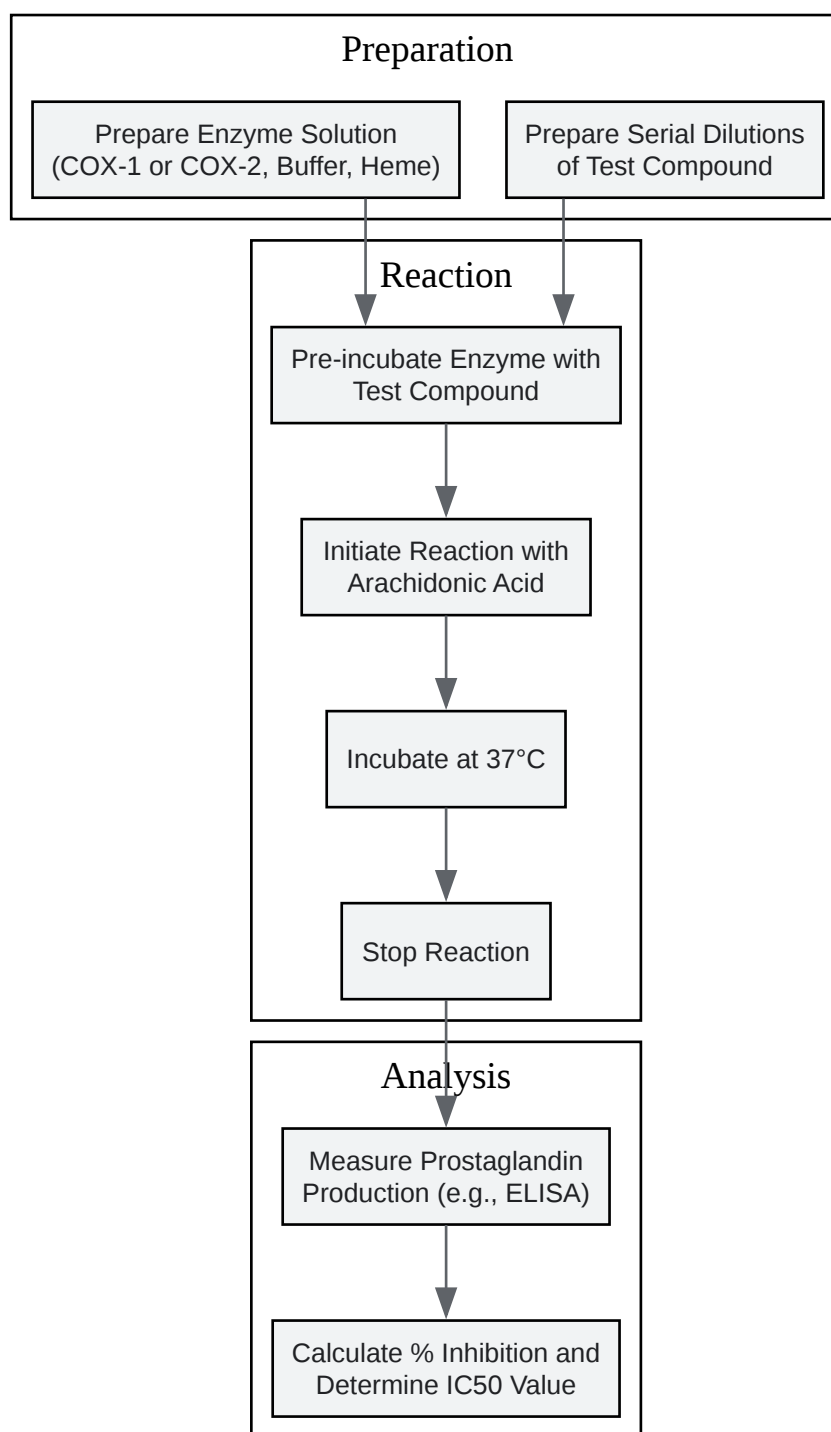 Preparation
Prepare Enzyme Solution
(COX-1 or COX-2, Buffer, Heme)
Prepare Serial Dilutions
of Test Compound
Reaction
Pre-incubate Enzyme with
Test Compound
Initiate Reaction with
Arachidonic Acid
Incubate at 37°C
Stop Reaction
Analysis
Measure Prostaglandin
Production (e.g., ELISA)
Calculate % Inhibition and
Determine IC50 Value